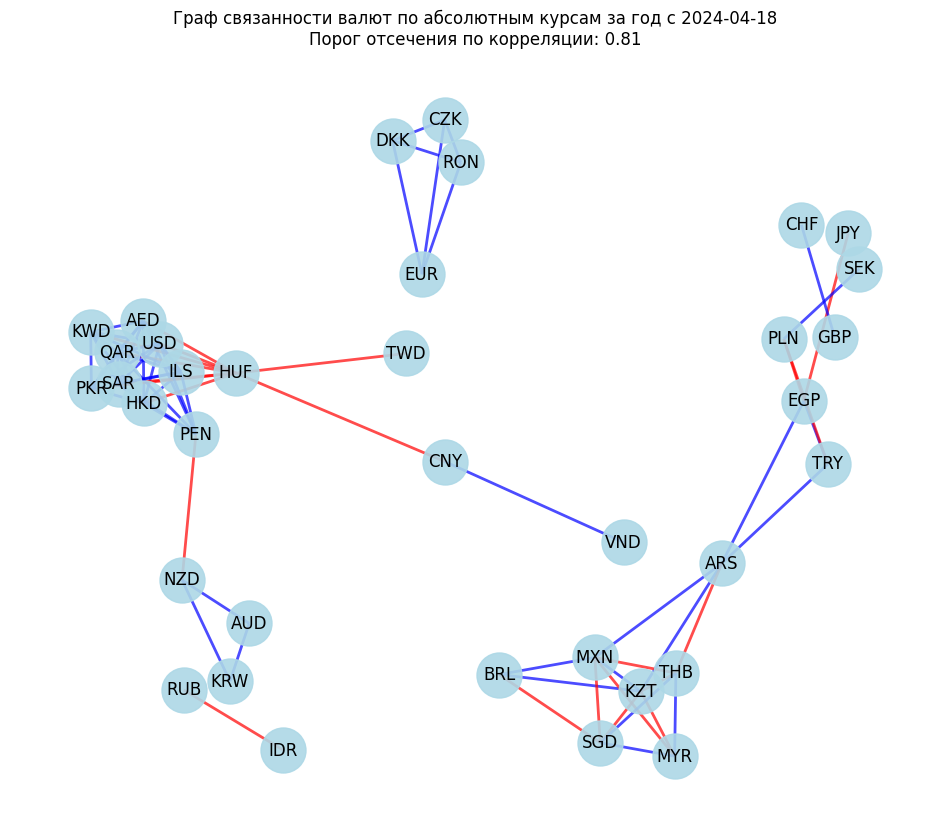 Граф связанности валют по абсолютным курсам за год с 2024-04-18
Порог отсечения по корреляции: 0.81
CZK
DKK
RON
CHF
JPY
SEK
EUR
AED
KWD
USD
QAR
PLN
GBP
TWD
ILS
HUF
SAR
PKR
HKD
EGP
PEN
CNY
TRY
VND
ARS
NZD
AUD
MXN
THB
BRL
KRW
RUB
KZT
SGD
IDR
MYR